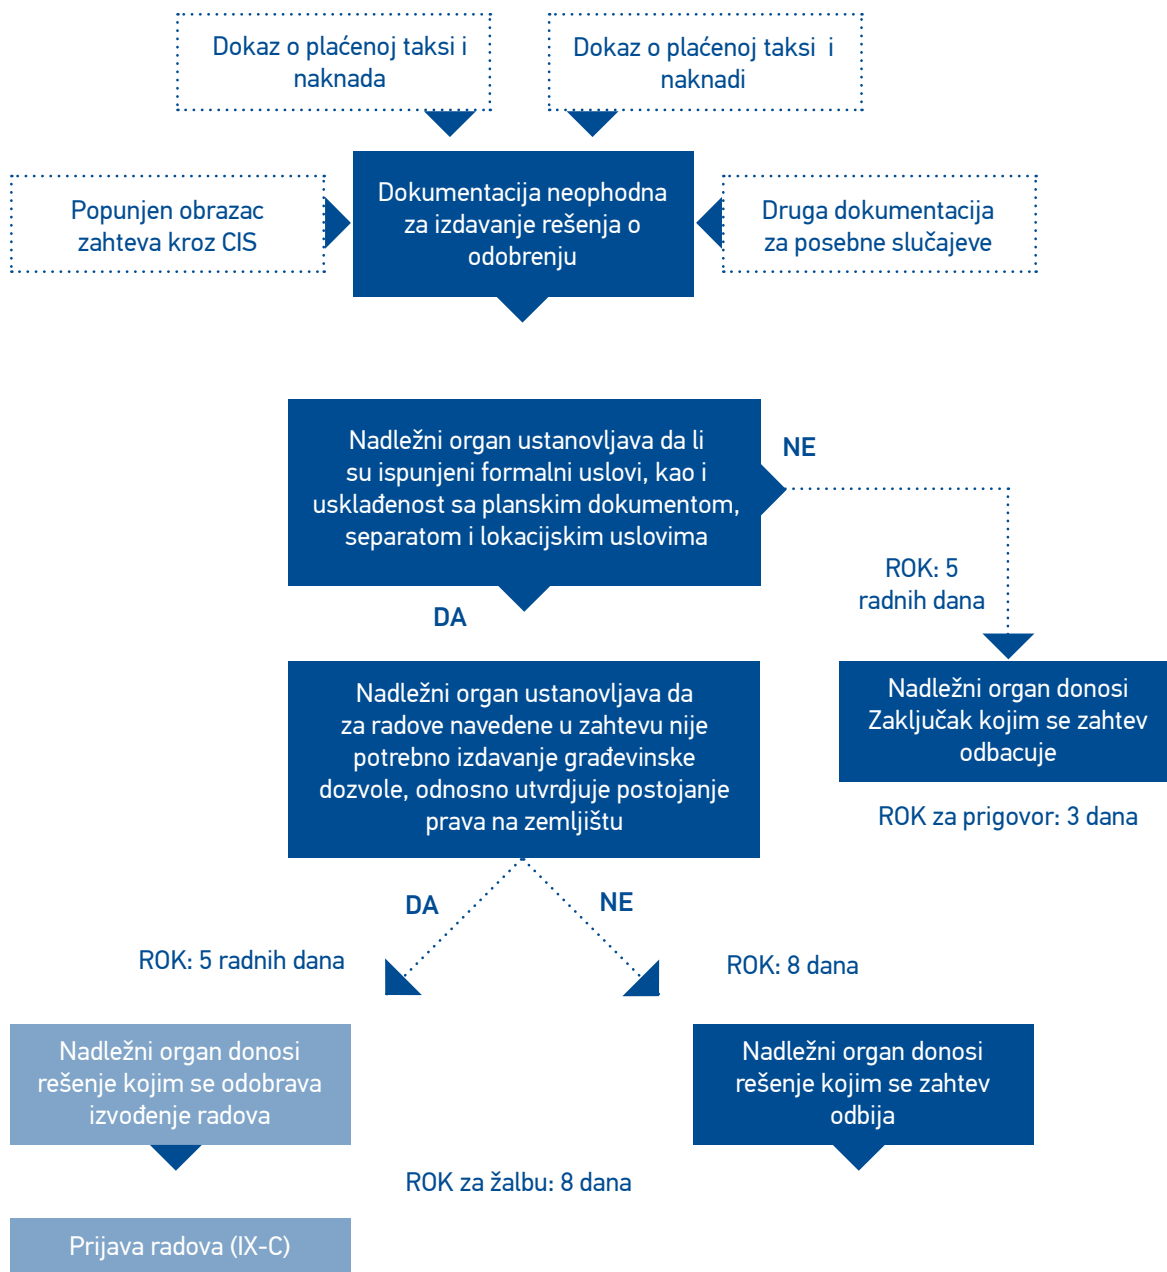 Dokaz o plaćenoj taksi i
naknada
Dokaz o plaćenoj taksi  i
naknadi
Popunjen obrazac
zahteva kroz CIS
Dokumentacija neophodna
za izdavanje rešenja o
odobrenju
Druga dokumentacija
za posebne slučajeve
Nadležni organ ustanovljava da li
su ispunjeni formalni uslovi, kao i
usklađenost sa planskim dokumentom,
separatom i lokacijskim uslovima
NE
ROK: 5
radnih dana
DA
Nadležni organ ustanovljava da
za radove navedene u zahtevu nije
potrebno izdavanje građevinske
dozvole, odnosno utvrdjuje postojanje
prava na zemljištu
Nadležni organ donosi
Zaključak kojim se zahtev
odbacuje
ROK za prigovor: 3 dana
DA
NE
ROK: 5 radnih dana
ROK: 8 dana
Nadležni organ donosi
rešenje kojim se odobrava
izvođenje radova
Nadležni organ donosi
rešenje kojim se zahtev
odbija
ROK za žalbu: 8 dana
Prijava radova (IX-C)